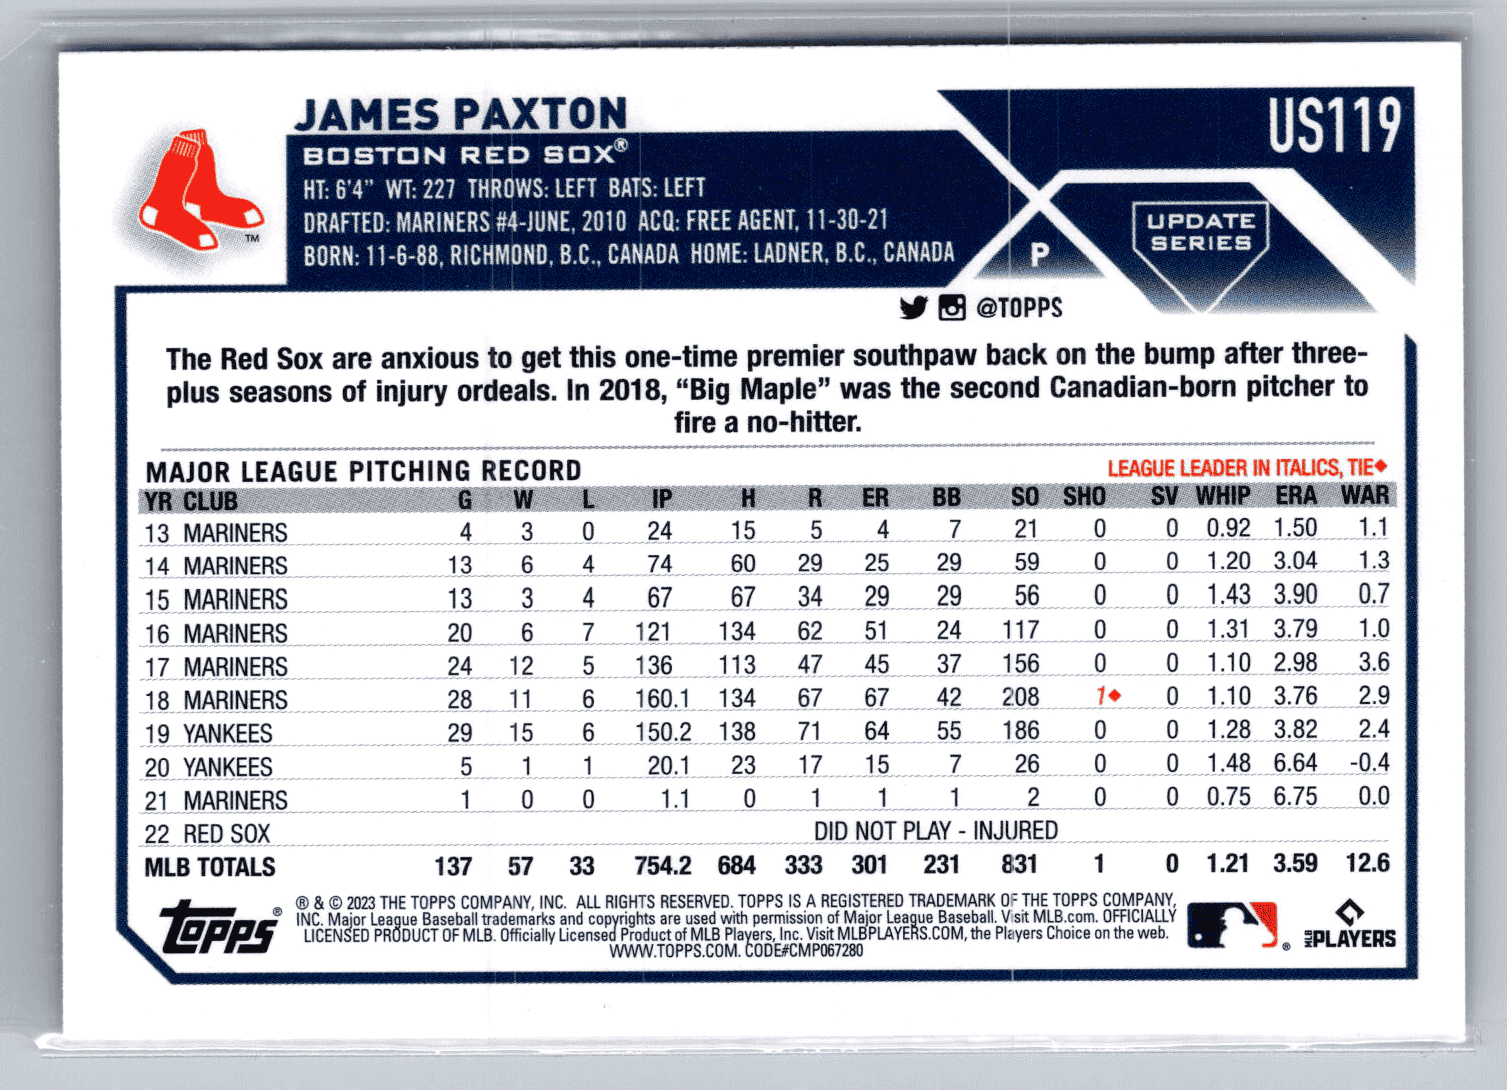 JAMES PAXTON
US119
BOSTON RED SOX®
HT: 6'4" WT: 227 THROWS: LEFT BATS: LEFT
DRAFTED: MARINERS #4-JUNE, 2010 ACQ: FREE AGENT, 11-30-21
BORN: 11-6-88, RICHMOND, B.C., CANADA HOME: LADNER, B.C., CANADA
TM
P
UPDATE
SERIES
@TOPPS
The Red Sox are anxious to get this one-time premier southpaw back on the bump after three-
plus seasons of injury ordeals. In 2018, “Big Maple” was the second Canadian-born pitcher to
fire a no-hitter.
MAJOR LEAGUE PITCHING RECORD LEAGUE LEADER IN ITALICS, TIE♦
YR CLUB G W L IP H R ER BB SO SHO SV WHIP ERA WAR
13 MARINERS 4 3 0 24 15 5 4 7 21 0 0 0.92 1.50 1.1
14 MARINERS 13 6 4 74 60 29 25 29 59 0 0 1.20 3.04 1.3
15 MARINERS 13 3 4 67 67 34 29 29 56 0 0 1.43 3.90 0.7
16 MARINERS 20 6 7 121 134 62 51 24 117 0 0 1.31 3.79 1.0
17 MARINERS 24 12 5 136 113 47 45 37 156 0 0 1.10 2.98 3.6
18 MARINERS 28 11 6 160.1 134 67 67 42 208 1♦ 0 1.10 3.76 2.9
19 YANKEES 29 15 6 150.2 138 71 64 55 186 0 0 1.28 3.82 2.4
20 YANKEES 5 1 1 20.1 23 17 15 7 26 0 0 1.48 6.64 -0.4
21 MARINERS 1 0 0 1.1 0 1 1 1 2 0 0 0.75 6.75 0.0
22 RED SOX DID NOT PLAY - INJURED
MLB TOTALS 137 57 33 754.2 684 333 301 231 831 1 0 1.21 3.59 12.6
topps®
® & © 2023 THE TOPPS COMPANY, INC. ALL RIGHTS RESERVED. TOPPS IS A REGISTERED TRADEMARK OF THE TOPPS COMPANY,
INC. Major League Baseball trademarks and copyrights are used with permission of Major League Baseball. Visit MLB.com. OFFICIALLY
LICENSED PRODUCT OF MLB. Officially Licensed Product of MLB Players, Inc. Visit MLBPLAYERS.COM, the Players Choice on the web.
WWW.TOPPS.COM. CODE#CMP067280
®
MLB PLAYERS